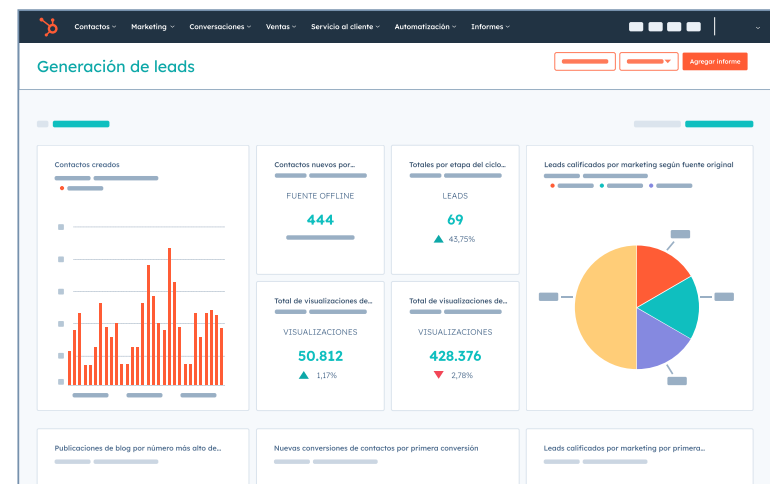 Contactos Marketing Conversaciones Ventas Servicio al cliente Automatización Informes
Generación de leads
Agregar informe
Contactos creados
Contactos nuevos por...
FUENTE OFFLINE
444
Totales por etapa del ciclo...
LEADS
69
43,75%
Leads calificados por marketing según fuente original
Total de visualizaciones de...
VISUALIZACIONES
50.812
1,17%
Total de visualizaciones de...
VISUALIZACIONES
428.376
2,78%
Publicaciones de blog por número más alto de...
Nuevas conversiones de contactos por primera conversión
Leads calificados por marketing por primera...